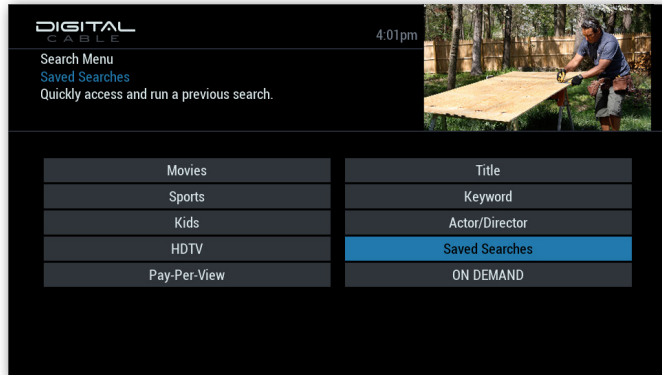 DIGITAL
CABLE
4:01pm
Search Menu
Saved Searches
Quickly access and run a previous search.
Movies
Title
Sports
Keyword
Kids
Actor/Director
HDTV
Saved Searches
Pay-Per-View
ON DEMAND